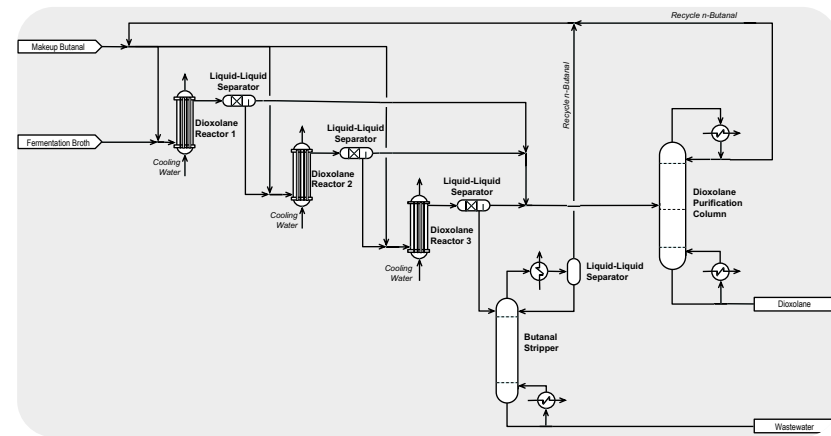 Recycle n-Butanal
Makeup Butanal
Liquid-Liquid
Separator
Dioxolane
Reactor 1
Fermentation Broth
Cooling
Water
Liquid-Liquid
Separator
Dioxolane
Reactor 2
Cooling
Water
Liquid-Liquid
Separator
Dioxolane
Reactor 3
Cooling
Water
Recycle n-Butanal
Dioxolane
Purification
Column
Liquid-Liquid
Separator
Dioxolane
Butanal
Stripper
Wastewater